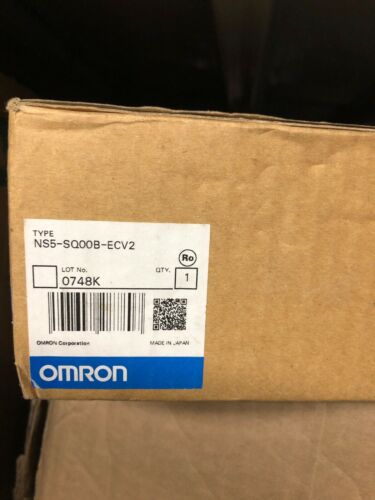 TYPE
NS5-SQ00B-ECV2
Ro
LOT No.
QTY.
0748K
1
OMRON Corporation
MADE IN JAPAN
OMRON